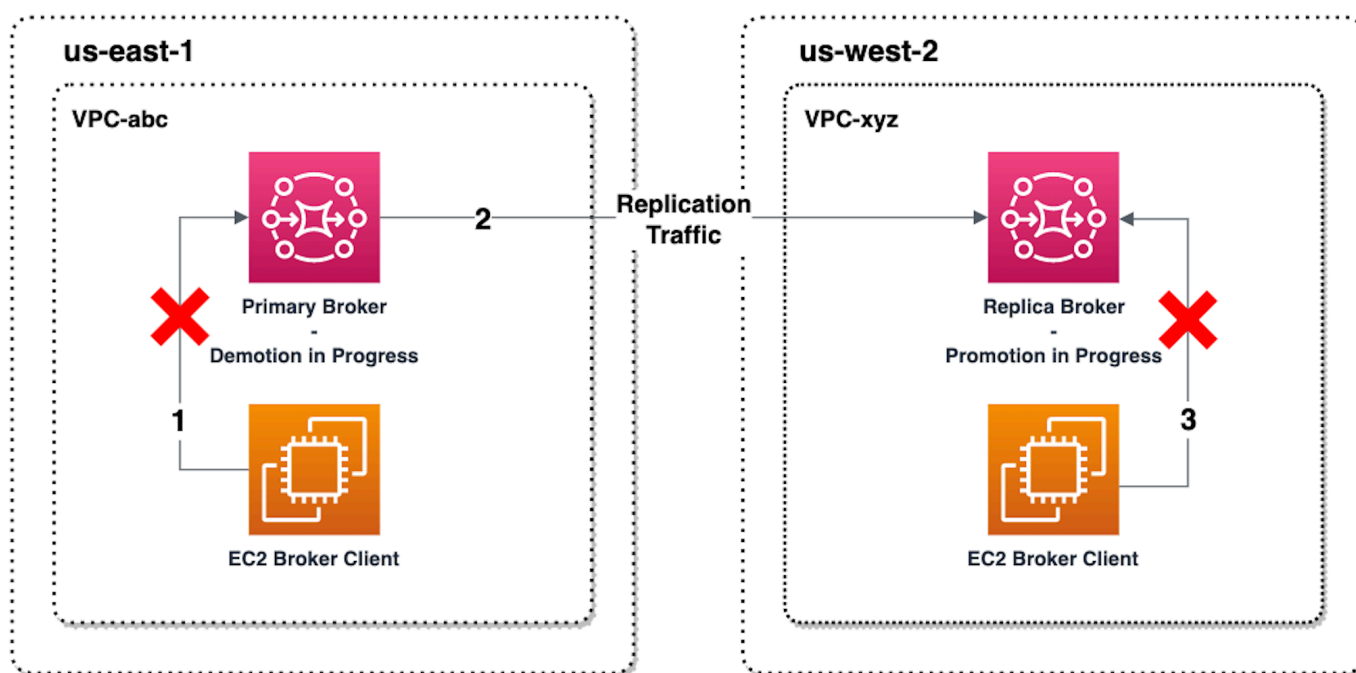 us-east-1
VPC-abc
Primary Broker
-
Demotion in Progress
1
EC2 Broker Client
2
Replication
Traffic
us-west-2
VPC-xyz
Replica Broker
-
Promotion in Progress
3
EC2 Broker Client